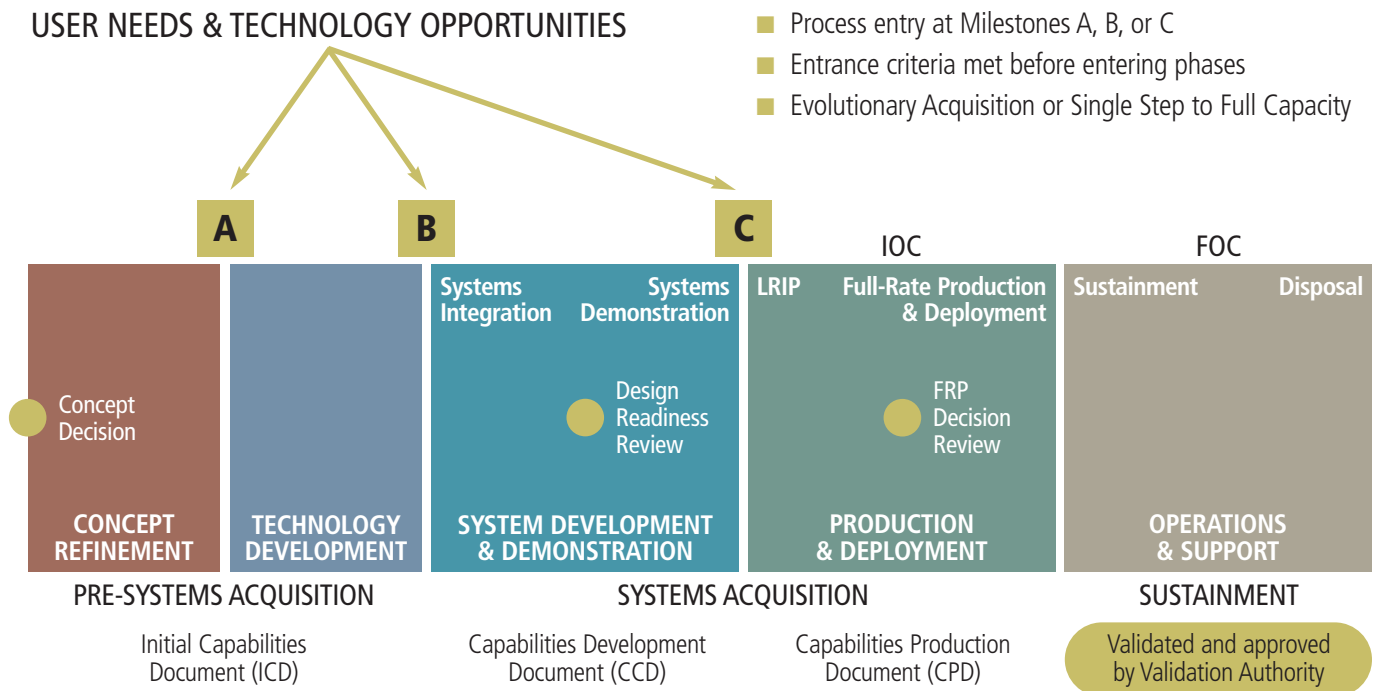 USER NEEDS & TECHNOLOGY OPPORTUNITIES
Process entry at Milestones A, B, or C
Entrance criteria met before entering phases
Evolutionary Acquisition or Single Step to Full Capacity
A
B
C
IOC
FOC
Systems
Integration
Systems
Demonstration
LRIP
Full-Rate Production
& Deployment
Sustainment
Disposal
Concept
Decision
Design
Readiness
Review
FRP
Decision
Review
CONCEPT
REFINEMENT
TECHNOLOGY
DEVELOPMENT
SYSTEM DEVELOPMENT
& DEMONSTRATION
PRODUCTION
& DEPLOYMENT
OPERATIONS
& SUPPORT
PRE-SYSTEMS ACQUISITION
SYSTEMS ACQUISITION
SUSTAINMENT
Initial Capabilities
Document (ICD)
Capabilities Development
Document (CCD)
Capabilities Production
Document (CPD)
Validated and approved
by Validation Authority